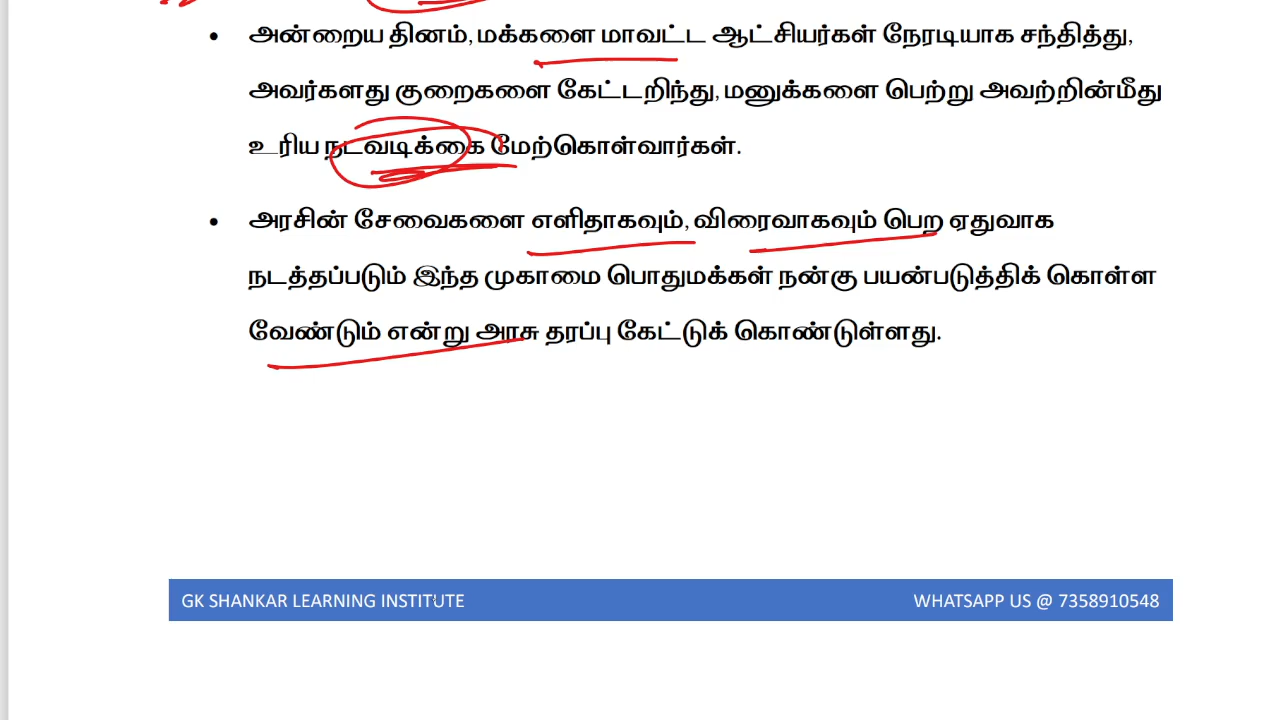 அன்றைய தினம், மக்களை மாவட்ட ஆட்சியர்கள் நேரடியாக சந்தித்து,
அவர்களது குறைகளை கேட்டறிந்து, மனுக்களை பெற்று அவற்றின்மீது
உரிய நடவடிக்கை மேற்கொள்வார்கள்.
அரசின் சேவைகளை எளிதாகவும், விரைவாகவும் பெற ஏதுவாக
நடத்தப்படும் இந்த முகாமை பொதுமக்கள் நன்கு பயன்படுத்திக் கொள்ள
வேண்டும் என்று அரசு தரப்பு கேட்டுக் கொண்டுள்ளது.
GK SHANKAR LEARNING INSTITUTE WHATSAPP US @ 7358910548